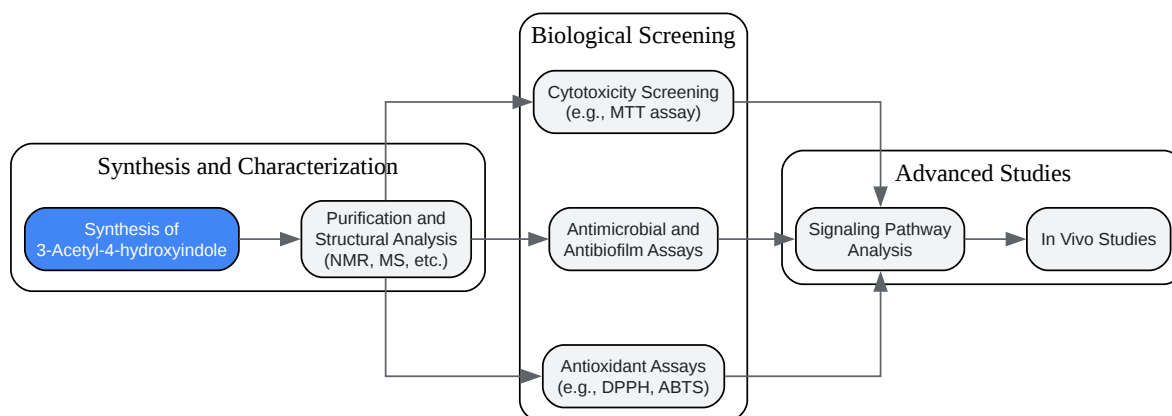 Synthesis and Characterization
Synthesis of
3-Acetyl-4-hydroxyindole
Purification and
Structural Analysis
(NMR, MS, etc.)
Biological Screening
Cytotoxicity Screening
(e.g., MTT assay)
Antimicrobial and
Antibiofilm Assays
Antioxidant Assays
(e.g., DPPH, ABTS)
Advanced Studies
Signaling Pathway
Analysis
In Vivo Studies